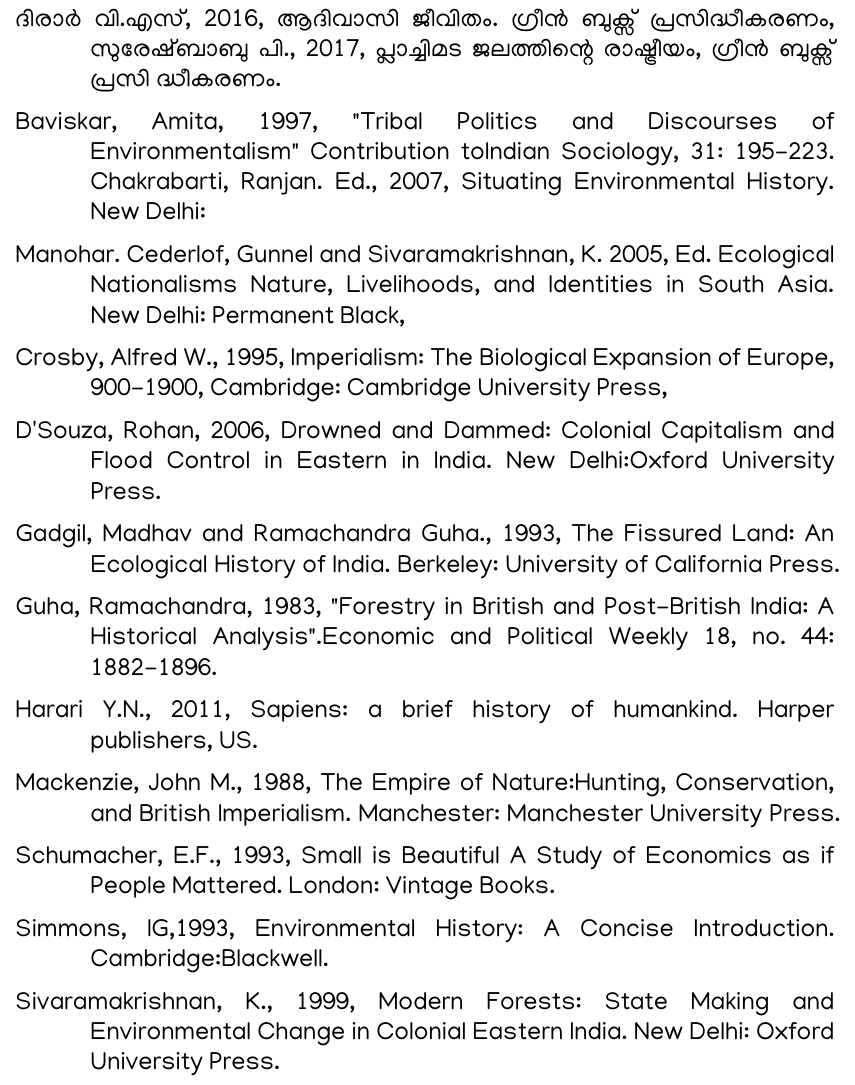 ദിരാർ വി.എസ്, 2016, ആദിവാസി ജീവിതം. ഗ്രീൻ ബുക്സ് പ്രസിദ്ധീകരണം,
സുരേഷ്ബാബു പി., 2017, പ്ലാച്ചിമട ജലത്തിന്റെ രാഷ്ട്രീയം, ഗ്രീൻ ബുക്സ്
പ്രസി ദ്ധീകരണം.
Baviskar, Amita, 1997, "Tribal Politics and Discourses of
Environmentalism" Contribution toIndian Sociology, 31: 195–223.
Chakrabarti, Ranjan. Ed., 2007, Situating Environmental History.
New Delhi:
Manohar. Cederlof, Gunnel and Sivaramakrishnan, K. 2005, Ed. Ecological
Nationalisms Nature, Livelihoods, and Identities in South Asia.
New Delhi: Permanent Black,
Crosby, Alfred W., 1995, Imperialism: The Biological Expansion of Europe,
900–1900, Cambridge: Cambridge University Press,
D'Souza, Rohan, 2006, Drowned and Dammed: Colonial Capitalism and
Flood Control in Eastern in India. New Delhi:Oxford University
Press.
Gadgil, Madhav and Ramachandra Guha., 1993, The Fissured Land: An
Ecological History of India. Berkeley: University of California Press.
Guha, Ramachandra, 1983, "Forestry in British and Post–British India: A
Historical Analysis".Economic and Political Weekly 18, no. 44:
1882–1896.
Harari Y.N., 2011, Sapiens: a brief history of humankind. Harper
publishers, US.
Mackenzie, John M., 1988, The Empire of Nature:Hunting, Conservation,
and British Imperialism. Manchester: Manchester University Press.
Schumacher, E.F., 1993, Small is Beautiful A Study of Economics as if
People Mattered. London: Vintage Books.
Simmons, IG,1993, Environmental History: A Concise Introduction.
Cambridge:Blackwell.
Sivaramakrishnan, K., 1999, Modern Forests: State Making and
Environmental Change in Colonial Eastern India. New Delhi: Oxford
University Press.